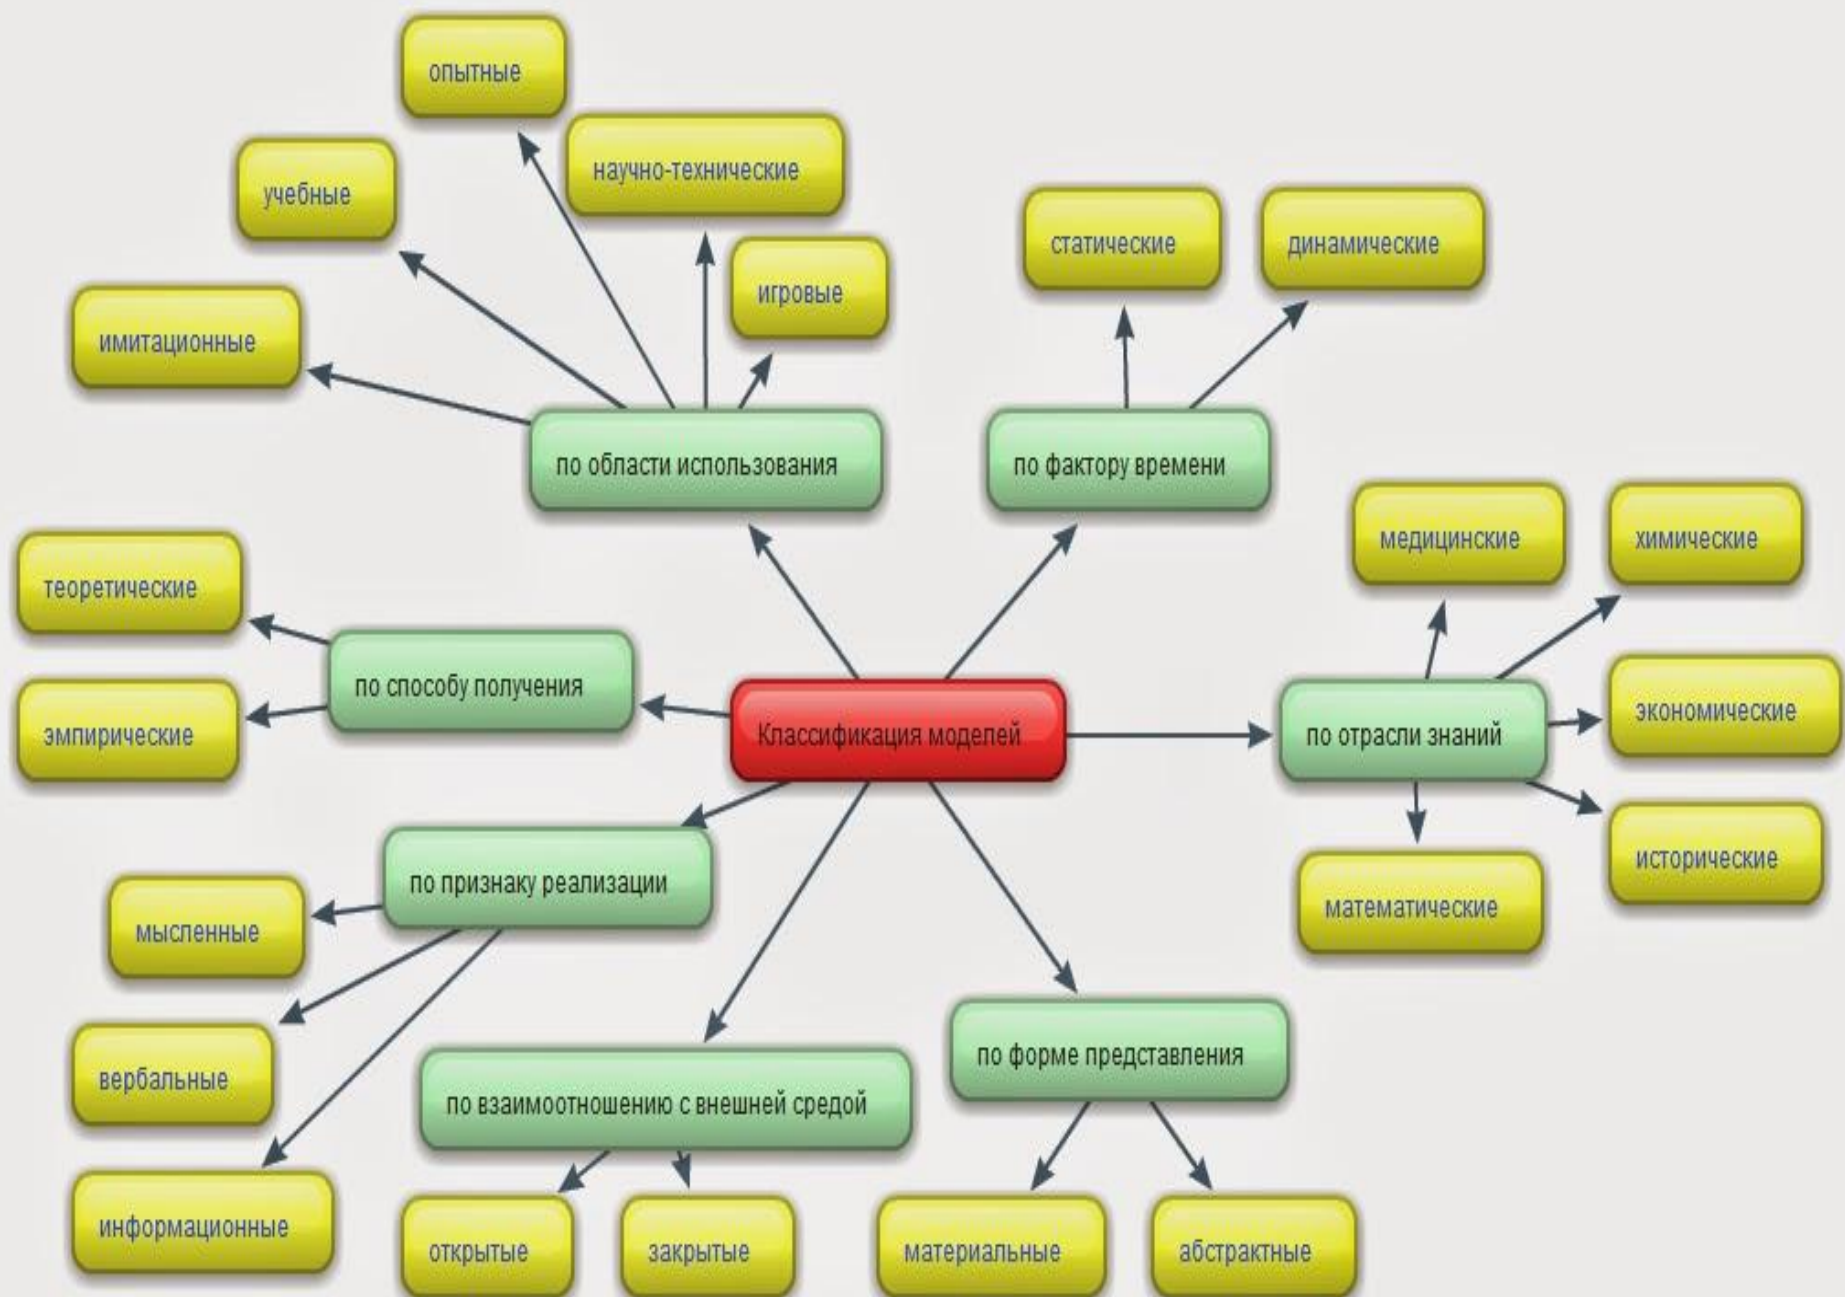 опытные
научно-технические
учебные
игровые
имитационные
статические
динамические
по области использования
по фактору времени
медицинские
химические
теоретические
по способу получения
эмпирические
Классификация моделей
по отрасли знаний
экономические
исторические
математические
по признаку реализации
мысленные
вербальные
информационные
по взаимоотношению с внешней средой
по форме представления
открытые
закрытые
материальные
абстрактные